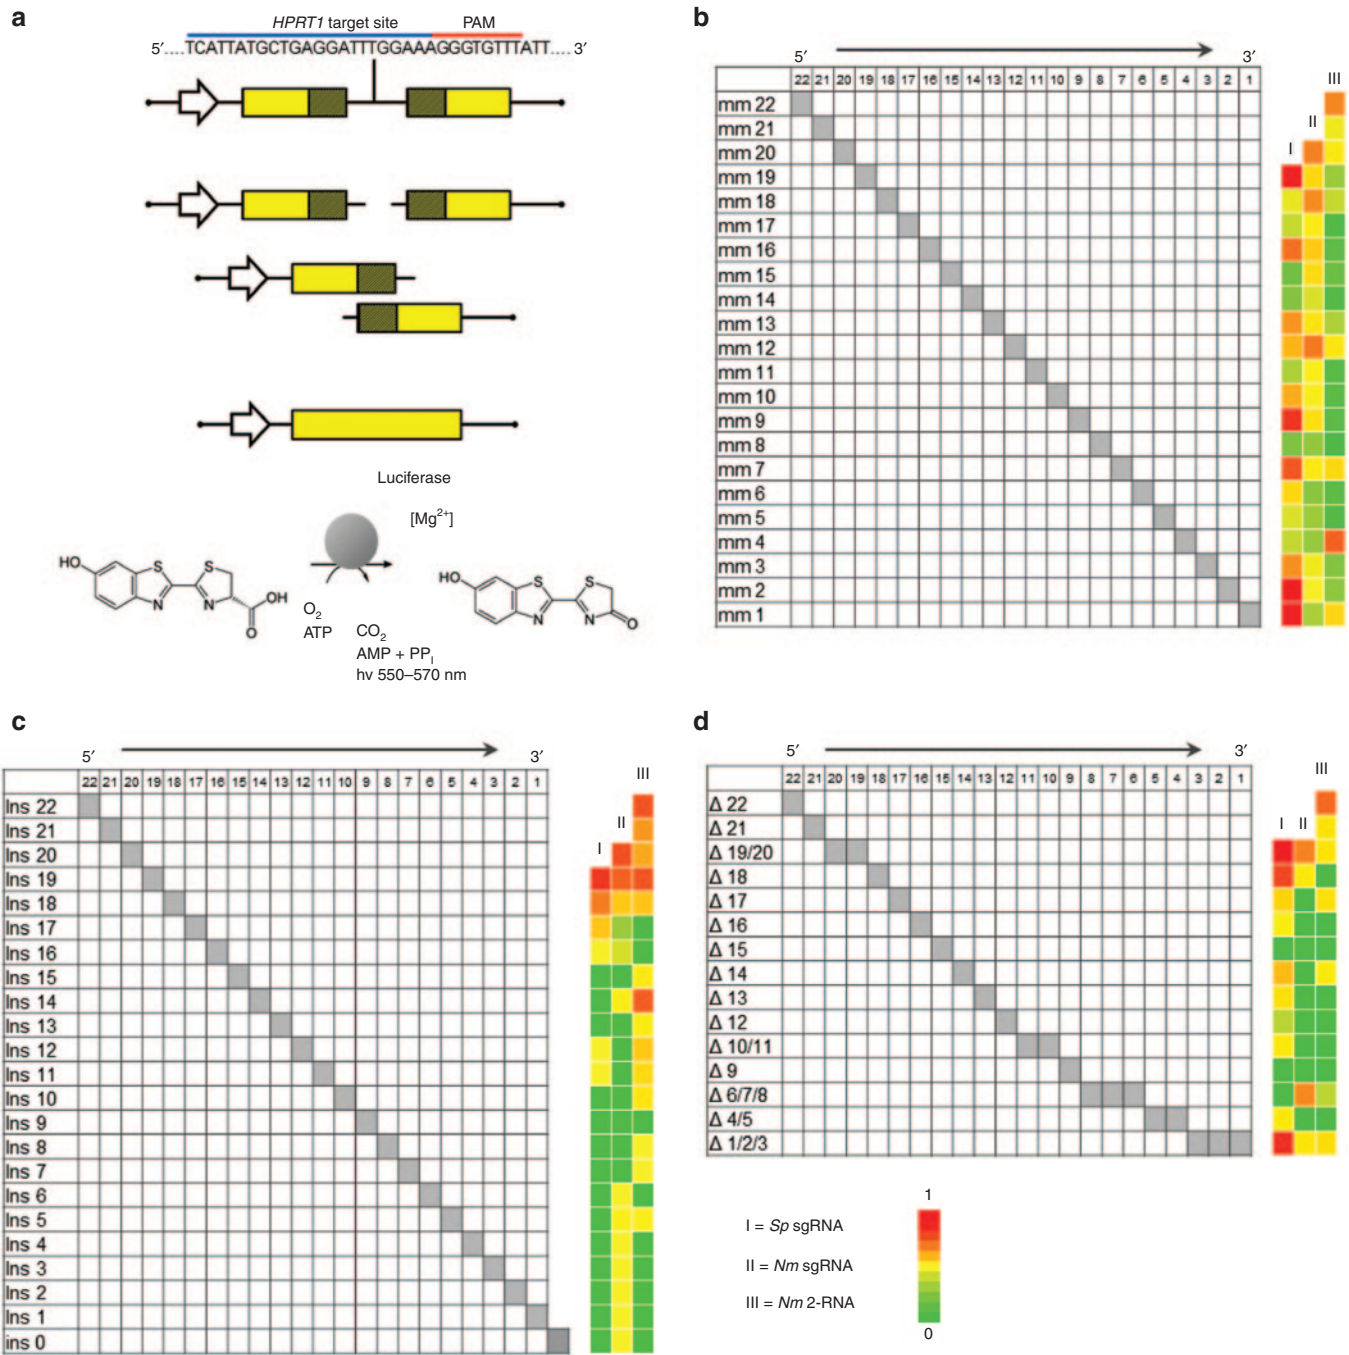 a
HPRT1 target site PAM
5′.... TCATTATGCTGAGGATTTGGAAAGGGTGTTTATT.... 3′
Luciferase
[Mg2+]
HO S S N N OH O
O2
ATP
CO2
AMP + PPI
hv 550–570 nm
HO S S N N O
b
5′ 3′
22 21 20 19 18 17 16 15 14 13 12 11 10 9 8 7 6 5 4 3 2 1
I II III
mm 22
mm 21
mm 20
mm 19
mm 18
mm 17
mm 16
mm 15
mm 14
mm 13
mm 12
mm 11
mm 10
mm 9
mm 8
mm 7
mm 6
mm 5
mm 4
mm 3
mm 2
mm 1
c
5′ 3′
22 21 20 19 18 17 16 15 14 13 12 11 10 9 8 7 6 5 4 3 2 1
I II III
Ins 22
Ins 21
Ins 20
Ins 19
Ins 18
Ins 17
Ins 16
Ins 15
Ins 14
Ins 13
Ins 12
Ins 11
Ins 10
Ins 9
Ins 8
Ins 7
Ins 6
Ins 5
Ins 4
Ins 3
Ins 2
Ins 1
ins 0
d
5′ 3′
22 21 20 19 18 17 16 15 14 13 12 11 10 9 8 7 6 5 4 3 2 1
I II III
Δ 22
Δ 21
Δ 19/20
Δ 18
Δ 17
Δ 16
Δ 15
Δ 14
Δ 13
Δ 12
Δ 10/11
Δ 9
Δ 6/7/8
Δ 4/5
Δ 1/2/3
1
I = Sp sgRNA
II = Nm sgRNA
III = Nm 2-RNA
0